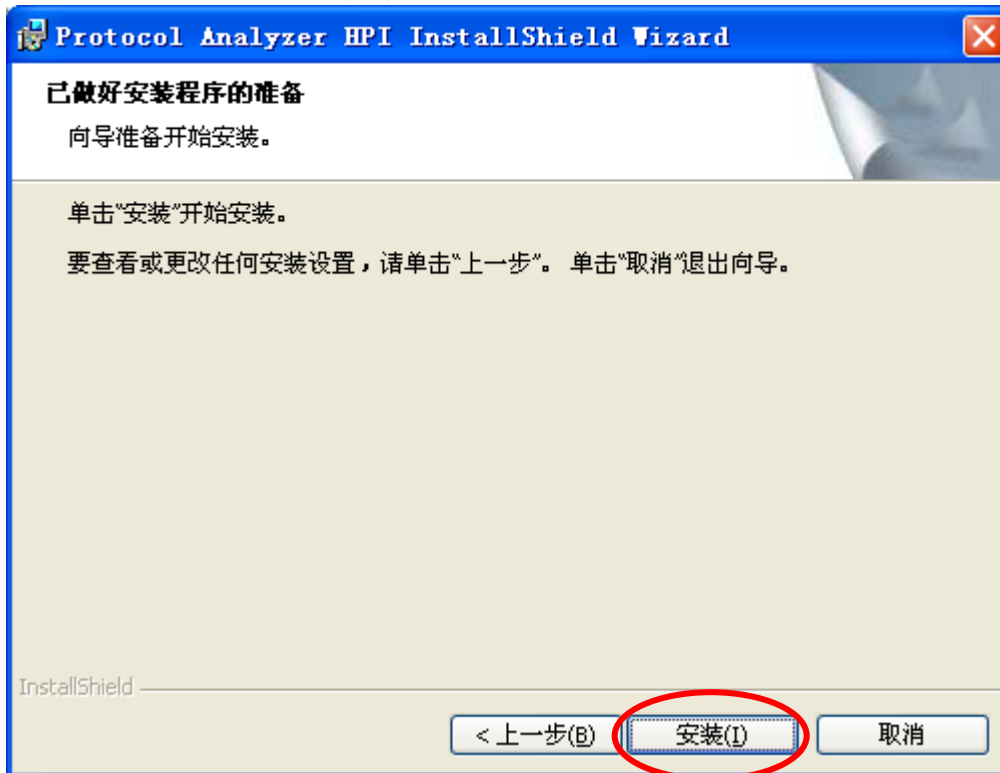 Protocol Analyzer HPI InstallShield Wizard
已做好安装程序的准备
向导准备开始安装。
单击“安装”开始安装。
要查看或更改任何安装设置，请单击“上一步”。 单击“取消”退出向导。
InstallShield
< 上一步(B) 安装(I) 取消